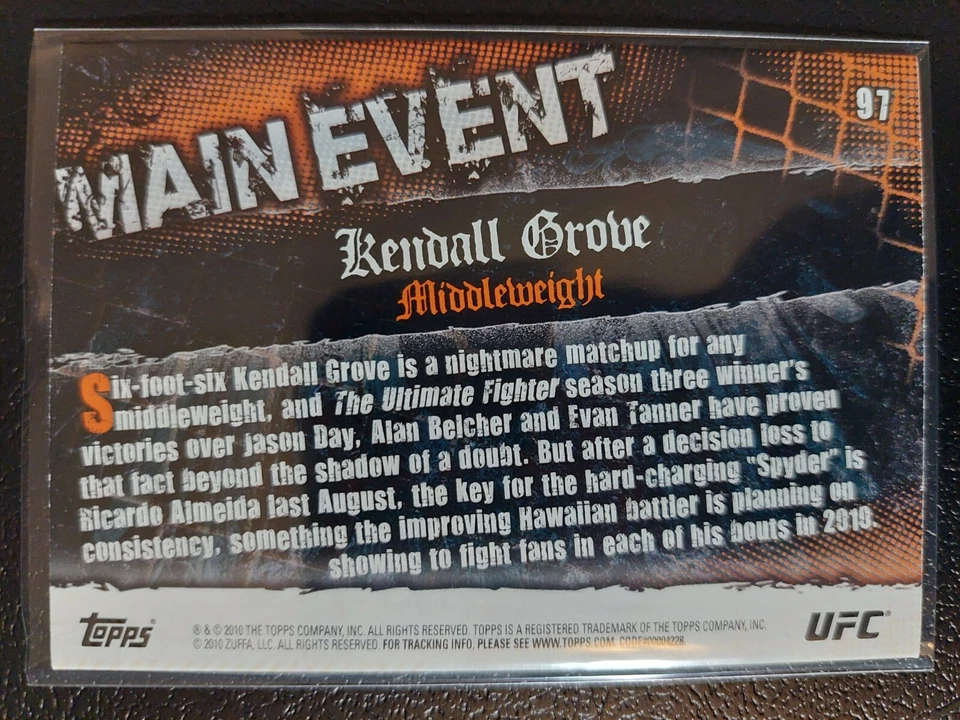 MAIN EVENT
97
Kendall Grove
Middleweight
Six-foot-six Kendall Grove is a nightmare matchup for any
middleweight, and The Ultimate Fighter season three winner's
victories over Jason Day, Alan Belcher and Evan Tanner have proven
that fact beyond the shadow of a doubt. But after a decision loss to
Ricardo Almeida last August, the key for the hard-charging "Spyder" is
consistency, something the improving Hawaiian battler is planning on
showing to fight fans in each of his bouts in 2010.
Topps®
® & © 2010 THE TOPPS COMPANY, INC. ALL RIGHTS RESERVED. TOPPS IS A REGISTERED TRADEMARK OF THE TOPPS COMPANY, INC.
© 2010 ZUFFA, LLC. ALL RIGHTS RESERVED. FOR TRACKING INFO, PLEASE SEE WWW.TOPPS.COM. CODE#00004228.
UFC®